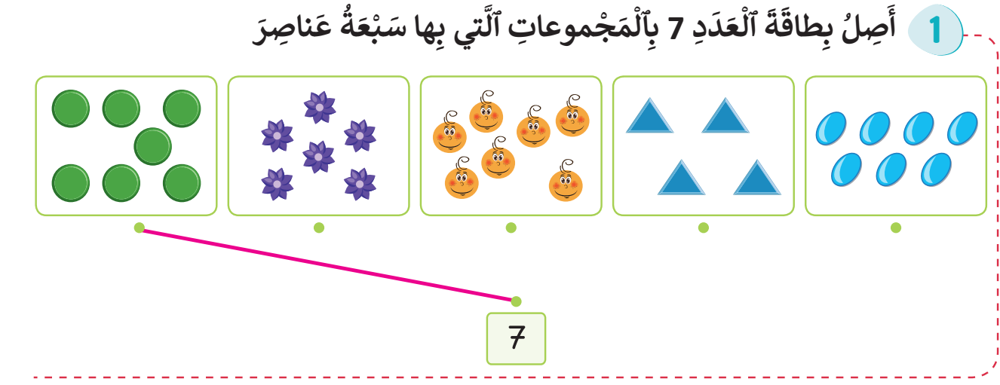 1 أَصِلُ بِطاقَةَ ٱلْعَدَدِ 7 بِٱلْمَجْموعاتِ ٱلَّتي بِها سَبْعَةُ عَناصِرَ
7